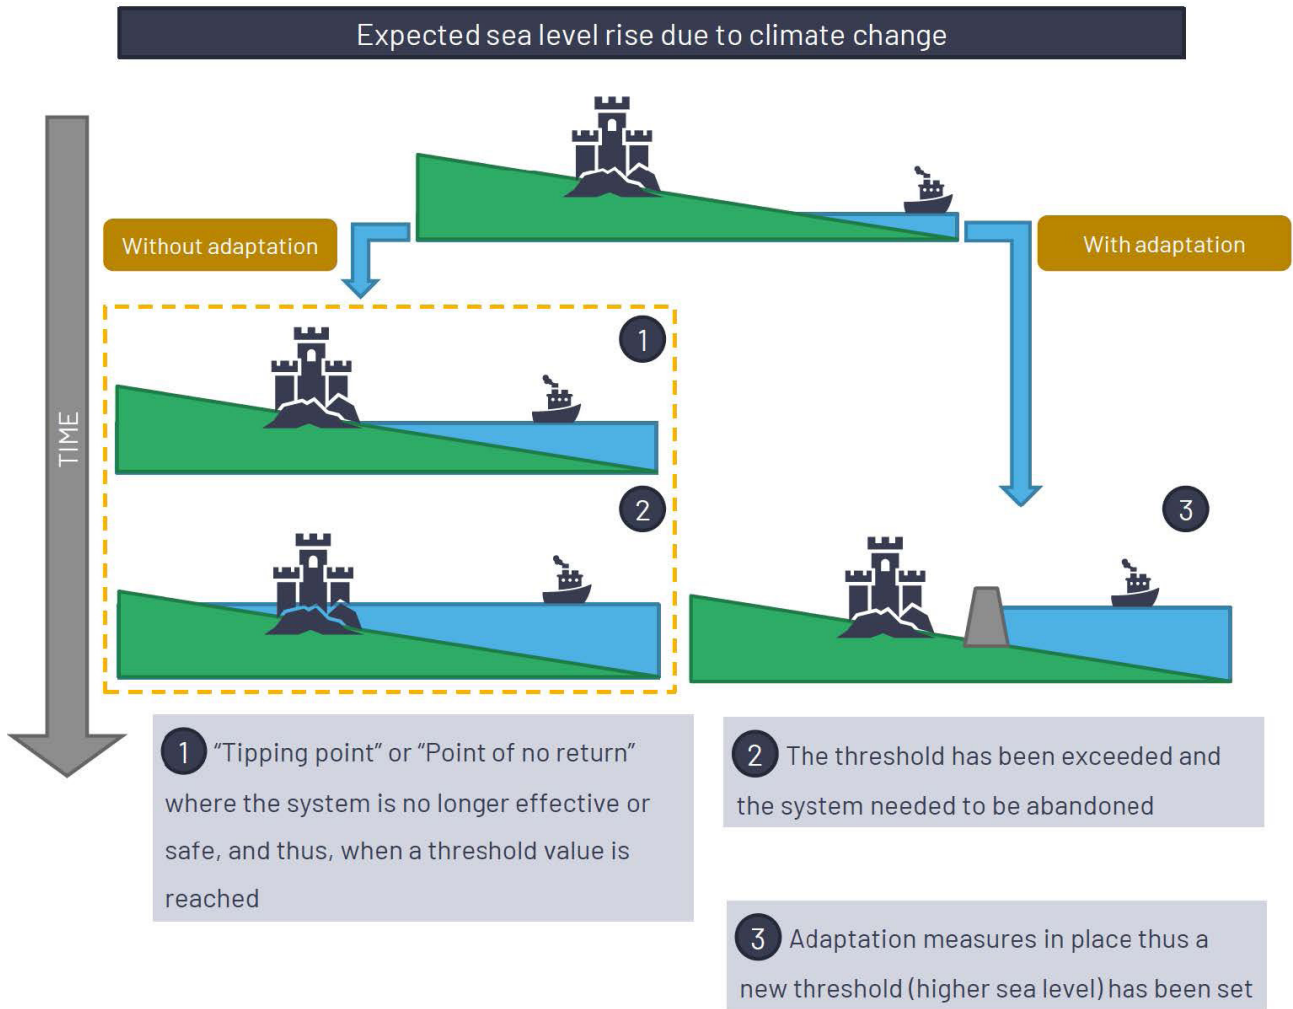 Expected sea level rise due to climate change
Without adaptation
With adaptation
TIME
1
2
3
1 “Tipping point” or “Point of no return”
where the system is no longer effective or
safe, and thus, when a threshold value is
reached
2 The threshold has been exceeded and
the system needed to be abandoned
3 Adaptation measures in place thus a
new threshold (higher sea level) has been set